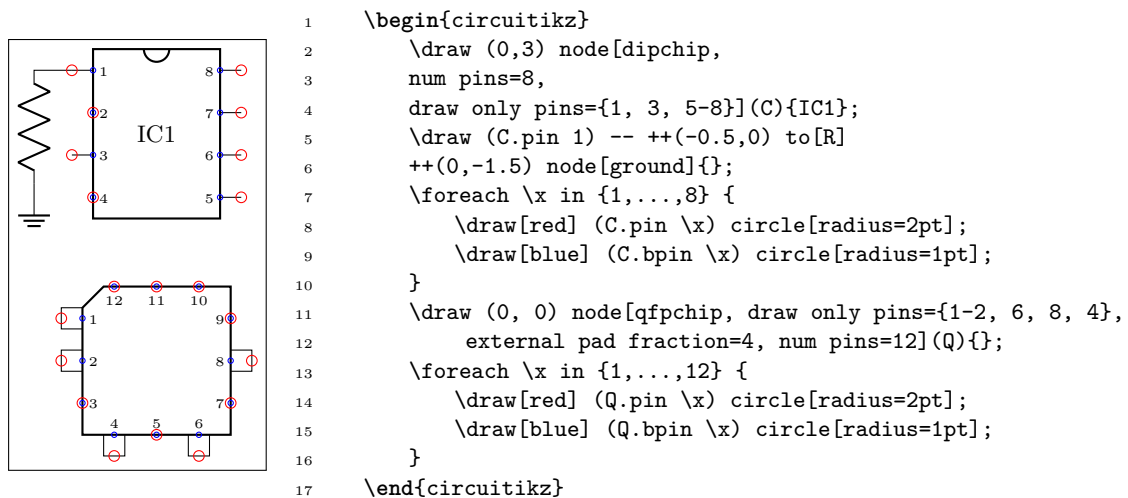 1 8
2 7
IC1
3 6
4 5
12 11 10
1 9
2 8
3 7
4 5 6
1 \begin{circuitikz}
2 \draw (0,3) node[dipchip,
3 num pins=8,
4 draw only pins={1, 3, 5-8}](C){IC1};
5 \draw (C.pin 1) -- ++(-0.5,0) to[R]
6 ++(0,-1.5) node[ground]{};
7 \foreach \x in {1,...,8} {
8 \draw[red] (C.pin \x) circle[radius=2pt];
9 \draw[blue] (C.bpin \x) circle[radius=1pt];
10 }
11 \draw (0, 0) node[qfpchip, draw only pins={1-2, 6, 8, 4},
12 external pad fraction=4, num pins=12](Q){};
13 \foreach \x in {1,...,12} {
14 \draw[red] (Q.pin \x) circle[radius=2pt];
15 \draw[blue] (Q.bpin \x) circle[radius=1pt];
16 }
17 \end{circuitikz}